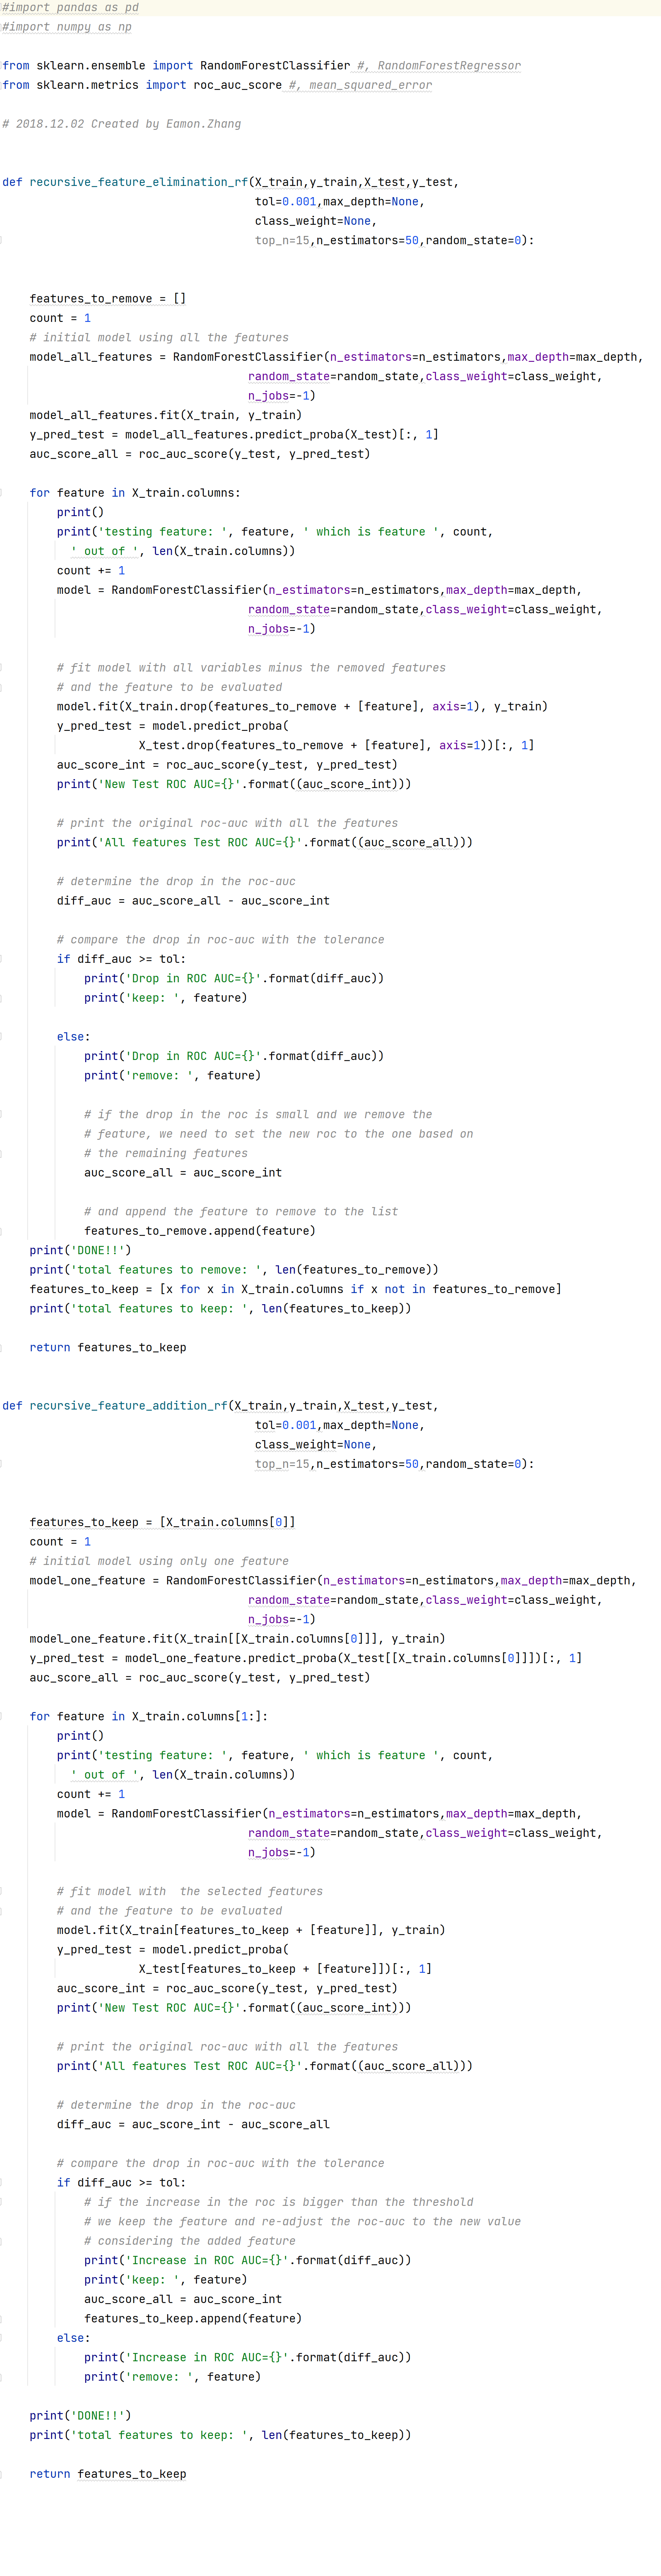 #import pandas as pd
#import numpy as np
from sklearn.ensemble import RandomForestClassifier #, RandomForestRegressor
from sklearn.metrics import roc_auc_score #, mean_squared_error
# 2018.12.02 Created by Eamon.Zhang
def recursive_feature_elimination_rf(X_train,y_train,X_test,y_test,
tol=0.001,max_depth=None,
class_weight=None,
top_n=15,n_estimators=50,random_state=0):
features_to_remove = []
count = 1
# initial model using all the features
model_all_features = RandomForestClassifier(n_estimators=n_estimators,max_depth=max_depth,
random_state=random_state,class_weight=class_weight,
n_jobs=-1)
model_all_features.fit(X_train, y_train)
y_pred_test = model_all_features.predict_proba(X_test)[:, 1]
auc_score_all = roc_auc_score(y_test, y_pred_test)
for feature in X_train.columns:
print()
print('testing feature: ', feature, ' which is feature ', count,
' out of ', len(X_train.columns))
count += 1
model = RandomForestClassifier(n_estimators=n_estimators,max_depth=max_depth,
random_state=random_state,class_weight=class_weight,
n_jobs=-1)
# fit model with all variables minus the removed features
# and the feature to be evaluated
model.fit(X_train.drop(features_to_remove + [feature], axis=1), y_train)
y_pred_test = model.predict_proba(
X_test.drop(features_to_remove + [feature], axis=1))[:, 1]
auc_score_int = roc_auc_score(y_test, y_pred_test)
print('New Test ROC AUC={}'.format((auc_score_int)))
# print the original roc-auc with all the features
print('All features Test ROC AUC={}'.format((auc_score_all)))
# determine the drop in the roc-auc
diff_auc = auc_score_all - auc_score_int
# compare the drop in roc-auc with the tolerance
if diff_auc >= tol:
print('Drop in ROC AUC={}'.format(diff_auc))
print('keep: ', feature)
else:
print('Drop in ROC AUC={}'.format(diff_auc))
print('remove: ', feature)
# if the drop in the roc is small and we remove the
# feature, we need to set the new roc to the one based on
# the remaining features
auc_score_all = auc_score_int
# and append the feature to remove to the list
features_to_remove.append(feature)
print('DONE!!')
print('total features to remove: ', len(features_to_remove))
features_to_keep = [x for x in X_train.columns if x not in features_to_remove]
print('total features to keep: ', len(features_to_keep))
return features_to_keep
def recursive_feature_addition_rf(X_train,y_train,X_test,y_test,
tol=0.001,max_depth=None,
class_weight=None,
top_n=15,n_estimators=50,random_state=0):
features_to_keep = [X_train.columns[0]]
count = 1
# initial model using only one feature
model_one_feature = RandomForestClassifier(n_estimators=n_estimators,max_depth=max_depth,
random_state=random_state,class_weight=class_weight,
n_jobs=-1)
model_one_feature.fit(X_train[[X_train.columns[0]]], y_train)
y_pred_test = model_one_feature.predict_proba(X_test[[X_train.columns[0]]])[:, 1]
auc_score_all = roc_auc_score(y_test, y_pred_test)
for feature in X_train.columns[1:]:
print()
print('testing feature: ', feature, ' which is feature ', count,
' out of ', len(X_train.columns))
count += 1
model = RandomForestClassifier(n_estimators=n_estimators,max_depth=max_depth,
random_state=random_state,class_weight=class_weight,
n_jobs=-1)
# fit model with  the selected features
# and the feature to be evaluated
model.fit(X_train[features_to_keep + [feature]], y_train)
y_pred_test = model.predict_proba(
X_test[features_to_keep + [feature]])[:, 1]
auc_score_int = roc_auc_score(y_test, y_pred_test)
print('New Test ROC AUC={}'.format((auc_score_int)))
# print the original roc-auc with all the features
print('All features Test ROC AUC={}'.format((auc_score_all)))
# determine the drop in the roc-auc
diff_auc = auc_score_int - auc_score_all
# compare the drop in roc-auc with the tolerance
if diff_auc >= tol:
# if the increase in the roc is bigger than the threshold
# we keep the feature and re-adjust the roc-auc to the new value
# considering the added feature
print('Increase in ROC AUC={}'.format(diff_auc))
print('keep: ', feature)
auc_score_all = auc_score_int
features_to_keep.append(feature)
else:
print('Increase in ROC AUC={}'.format(diff_auc))
print('remove: ', feature)
print('DONE!!')
print('total features to keep: ', len(features_to_keep))
return features_to_keep